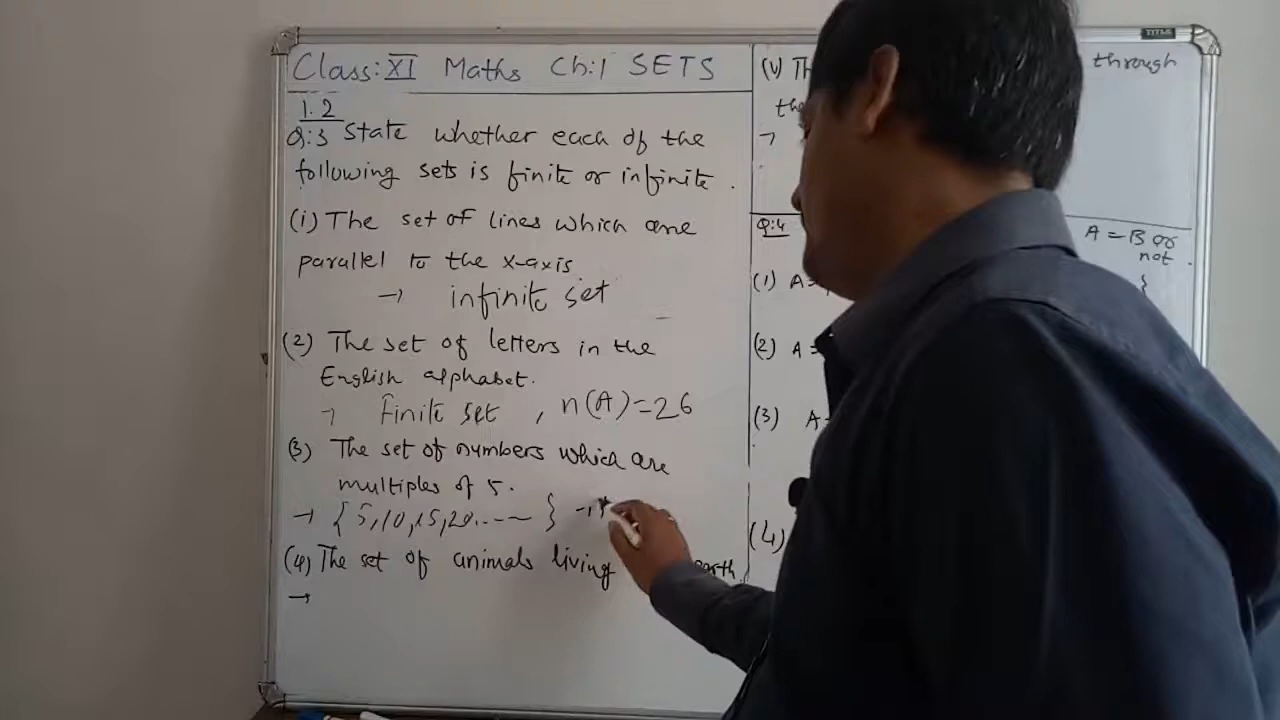 Class: XI Maths Ch:1 SETS
1.2
Q:3 State whether each of the
following sets is finite or infinite.
(i) The set of lines which are
parallel to the x-axis
→ infinite set
(2) The set of letters in the
English alphabet.
→ Finite set, n(A)=26
(3) The set of numbers which are
multiples of 5.
→ {5,10,15,20.---}
(4) The set of animals living
→
(V) through
Q:4 A = B or
not.
(1) A= }
(2) A=
(3) A
(4)
TITLE